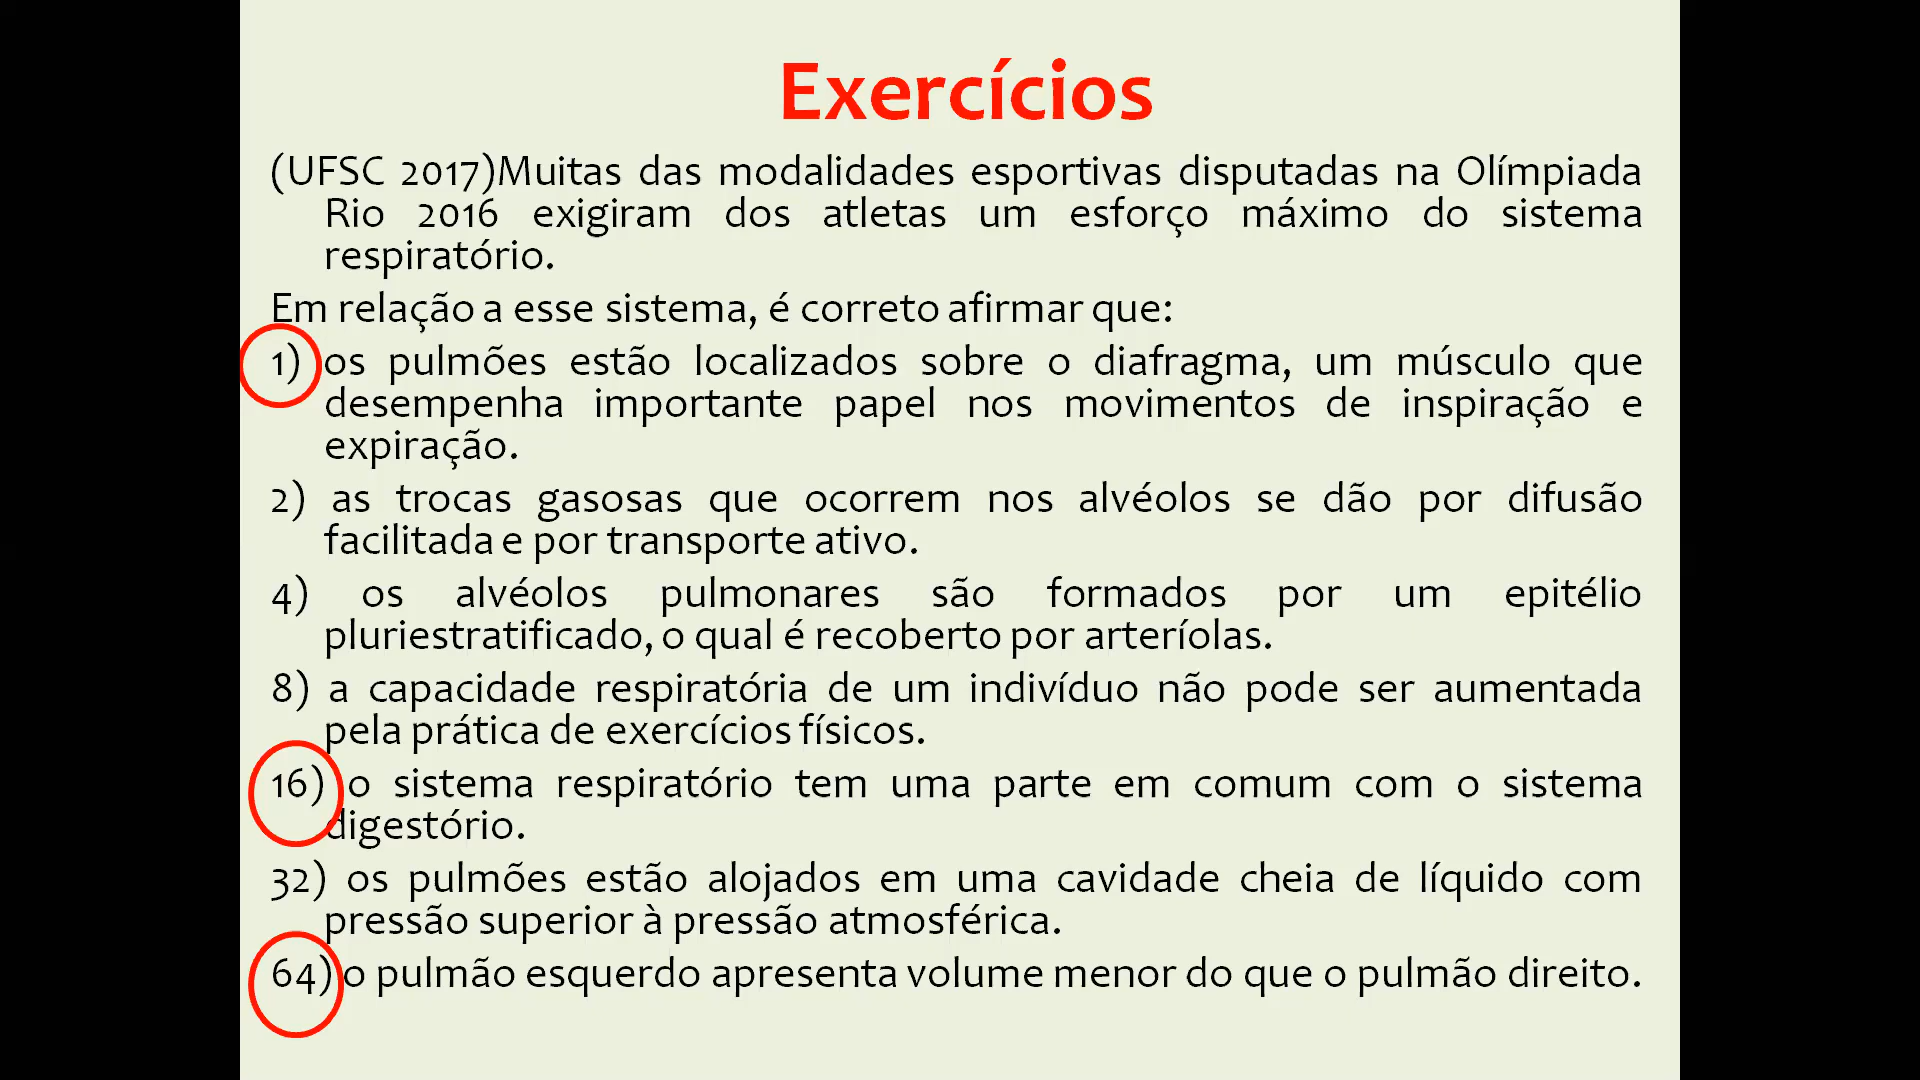 Exercícios
(UFSC 2017)Muitas das modalidades esportivas disputadas na Olímpiada
Rio 2016 exigiram dos atletas um esforço máximo do sistema
respiratório.
Em relação a esse sistema, é correto afirmar que:
1) os pulmões estão localizados sobre o diafragma, um músculo que
desempenha importante papel nos movimentos de inspiração e
expiração.
2) as trocas gasosas que ocorrem nos alvéolos se dão por difusão
facilitada e por transporte ativo.
4) os alvéolos pulmonares são formados por um epitélio
pluriestratificado, o qual é recoberto por arteríolas.
8) a capacidade respiratória de um indivíduo não pode ser aumentada
pela prática de exercícios físicos.
16) o sistema respiratório tem uma parte em comum com o sistema
digestório.
32) os pulmões estão alojados em uma cavidade cheia de líquido com
pressão superior à pressão atmosférica.
64) o pulmão esquerdo apresenta volume menor do que o pulmão direito.